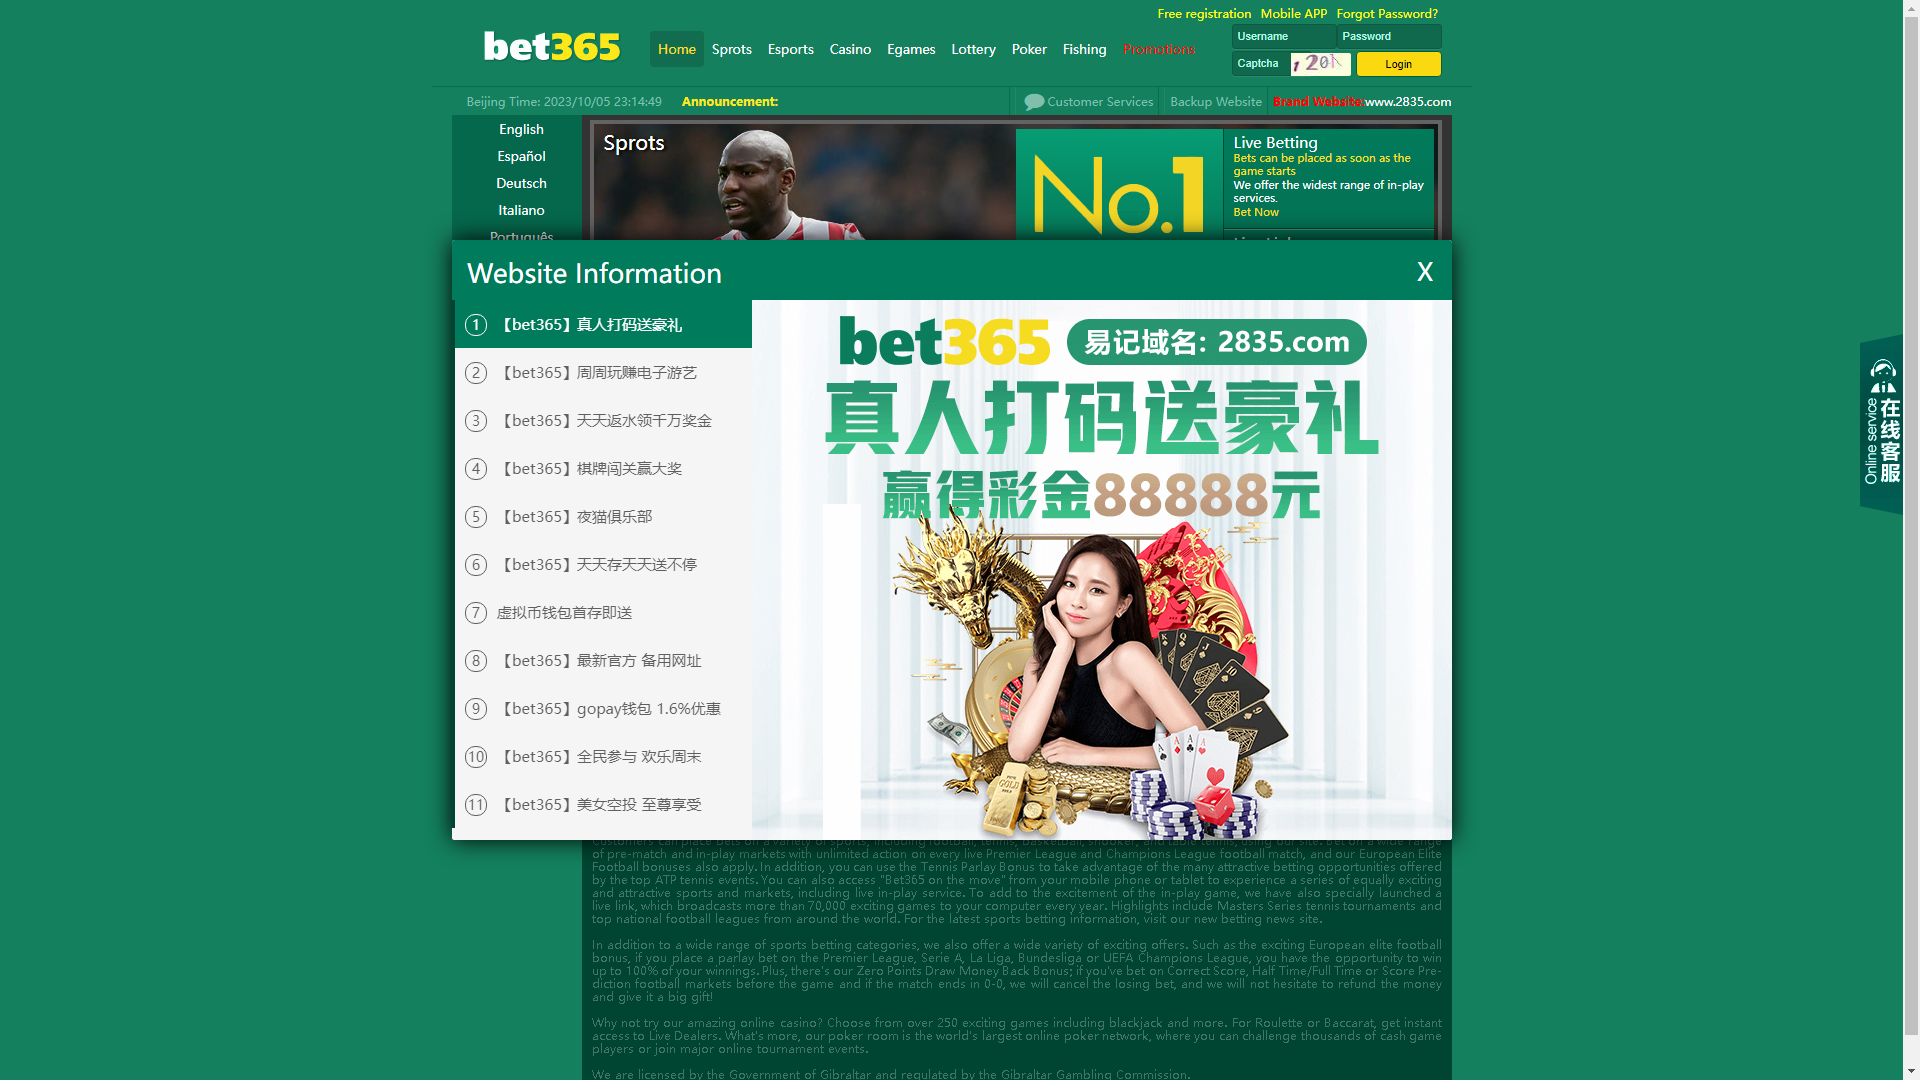 Free registration Mobile APP Forgot Password?
bet365
Home Sprots Esports Casino Egames Lottery Poker Fishing Promotions
Username Password
Captcha Login
Beijing Time: 2023/10/05 23:14:49 Announcement: Customer Services Backup Website Brand Website: www.2835.com
English
Español
Deutsch
Italiano
Português
Sprots
No.1
Live Betting
Bets can be placed as soon as the
game starts
We offer the widest range of in-play
services.
Bet Now
Website Information X
1 【bet365】真人打码送豪礼
2 【bet365】周周玩赚电子游艺
3 【bet365】天天返水领千万奖金
4 【bet365】棋牌闯关赢大奖
5 【bet365】夜猫俱乐部
6 【bet365】天天存天天送不停
7 虚拟币钱包首存即送
8 【bet365】最新官方 备用网址
9 【bet365】gopay钱包 1.6%优惠
10 【bet365】全民参与 欢乐周末
11 【bet365】美女空投 至尊享受
bet365 易记域名: 2835.com
真人打码送豪礼
赢得彩金88888元
K Q J 10 9
A A A A
GOLD
Online service 在线客服
Customers can place bets on a variety of sports, including football, tennis, basketball, snooker, and table tennis, using our site. Bet on a wide range
of pre-match and in-play markets with unlimited action on every live Premier League and Champions League football match, and our European Elite
Football bonuses also apply. In addition, you can use the Tennis Parlay Bonus to take advantage of the many attractive betting opportunities offered
by the top ATP tennis events. You can also access "Bet365 on the move" from your mobile phone or tablet to experience a series of equally exciting
and attractive sports and markets, including live in-play service. To add to the excitement of the in-play game, we have also specially launched a
live link, which broadcasts more than 70,000 exciting games to your computer every year. Highlights include Masters Series tennis tournaments and
top national football leagues from around the world. For the latest sports betting information, visit our new betting news site.
In addition to a wide range of sports betting categories, we also offer a wide variety of exciting offers. Such as the exciting European elite football
bonus, if you place a parlay bet on the Premier League, Serie A, La Liga, Bundesliga or UEFA Champions League, you have the opportunity to win
up to 100% of your winnings. Plus, there's our Zero Points Draw Money Back Bonus; if you've bet on Correct Score, Half Time/Full Time or Score Pre-
diction football markets before the game and if the match ends in 0-0, we will cancel the losing bet, and we will not hesitate to refund the money
and give it a big gift!
Why not try our amazing online casino? Choose from over 250 exciting games including blackjack and more. For Roulette or Baccarat, get instant
access to Live Dealers. What's more, our poker room is the world's largest online poker network, where you can challenge thousands of cash game
players or join major online tournament events.
We are licensed by the Government of Gibraltar and regulated by the Gibraltar Gambling Commission.